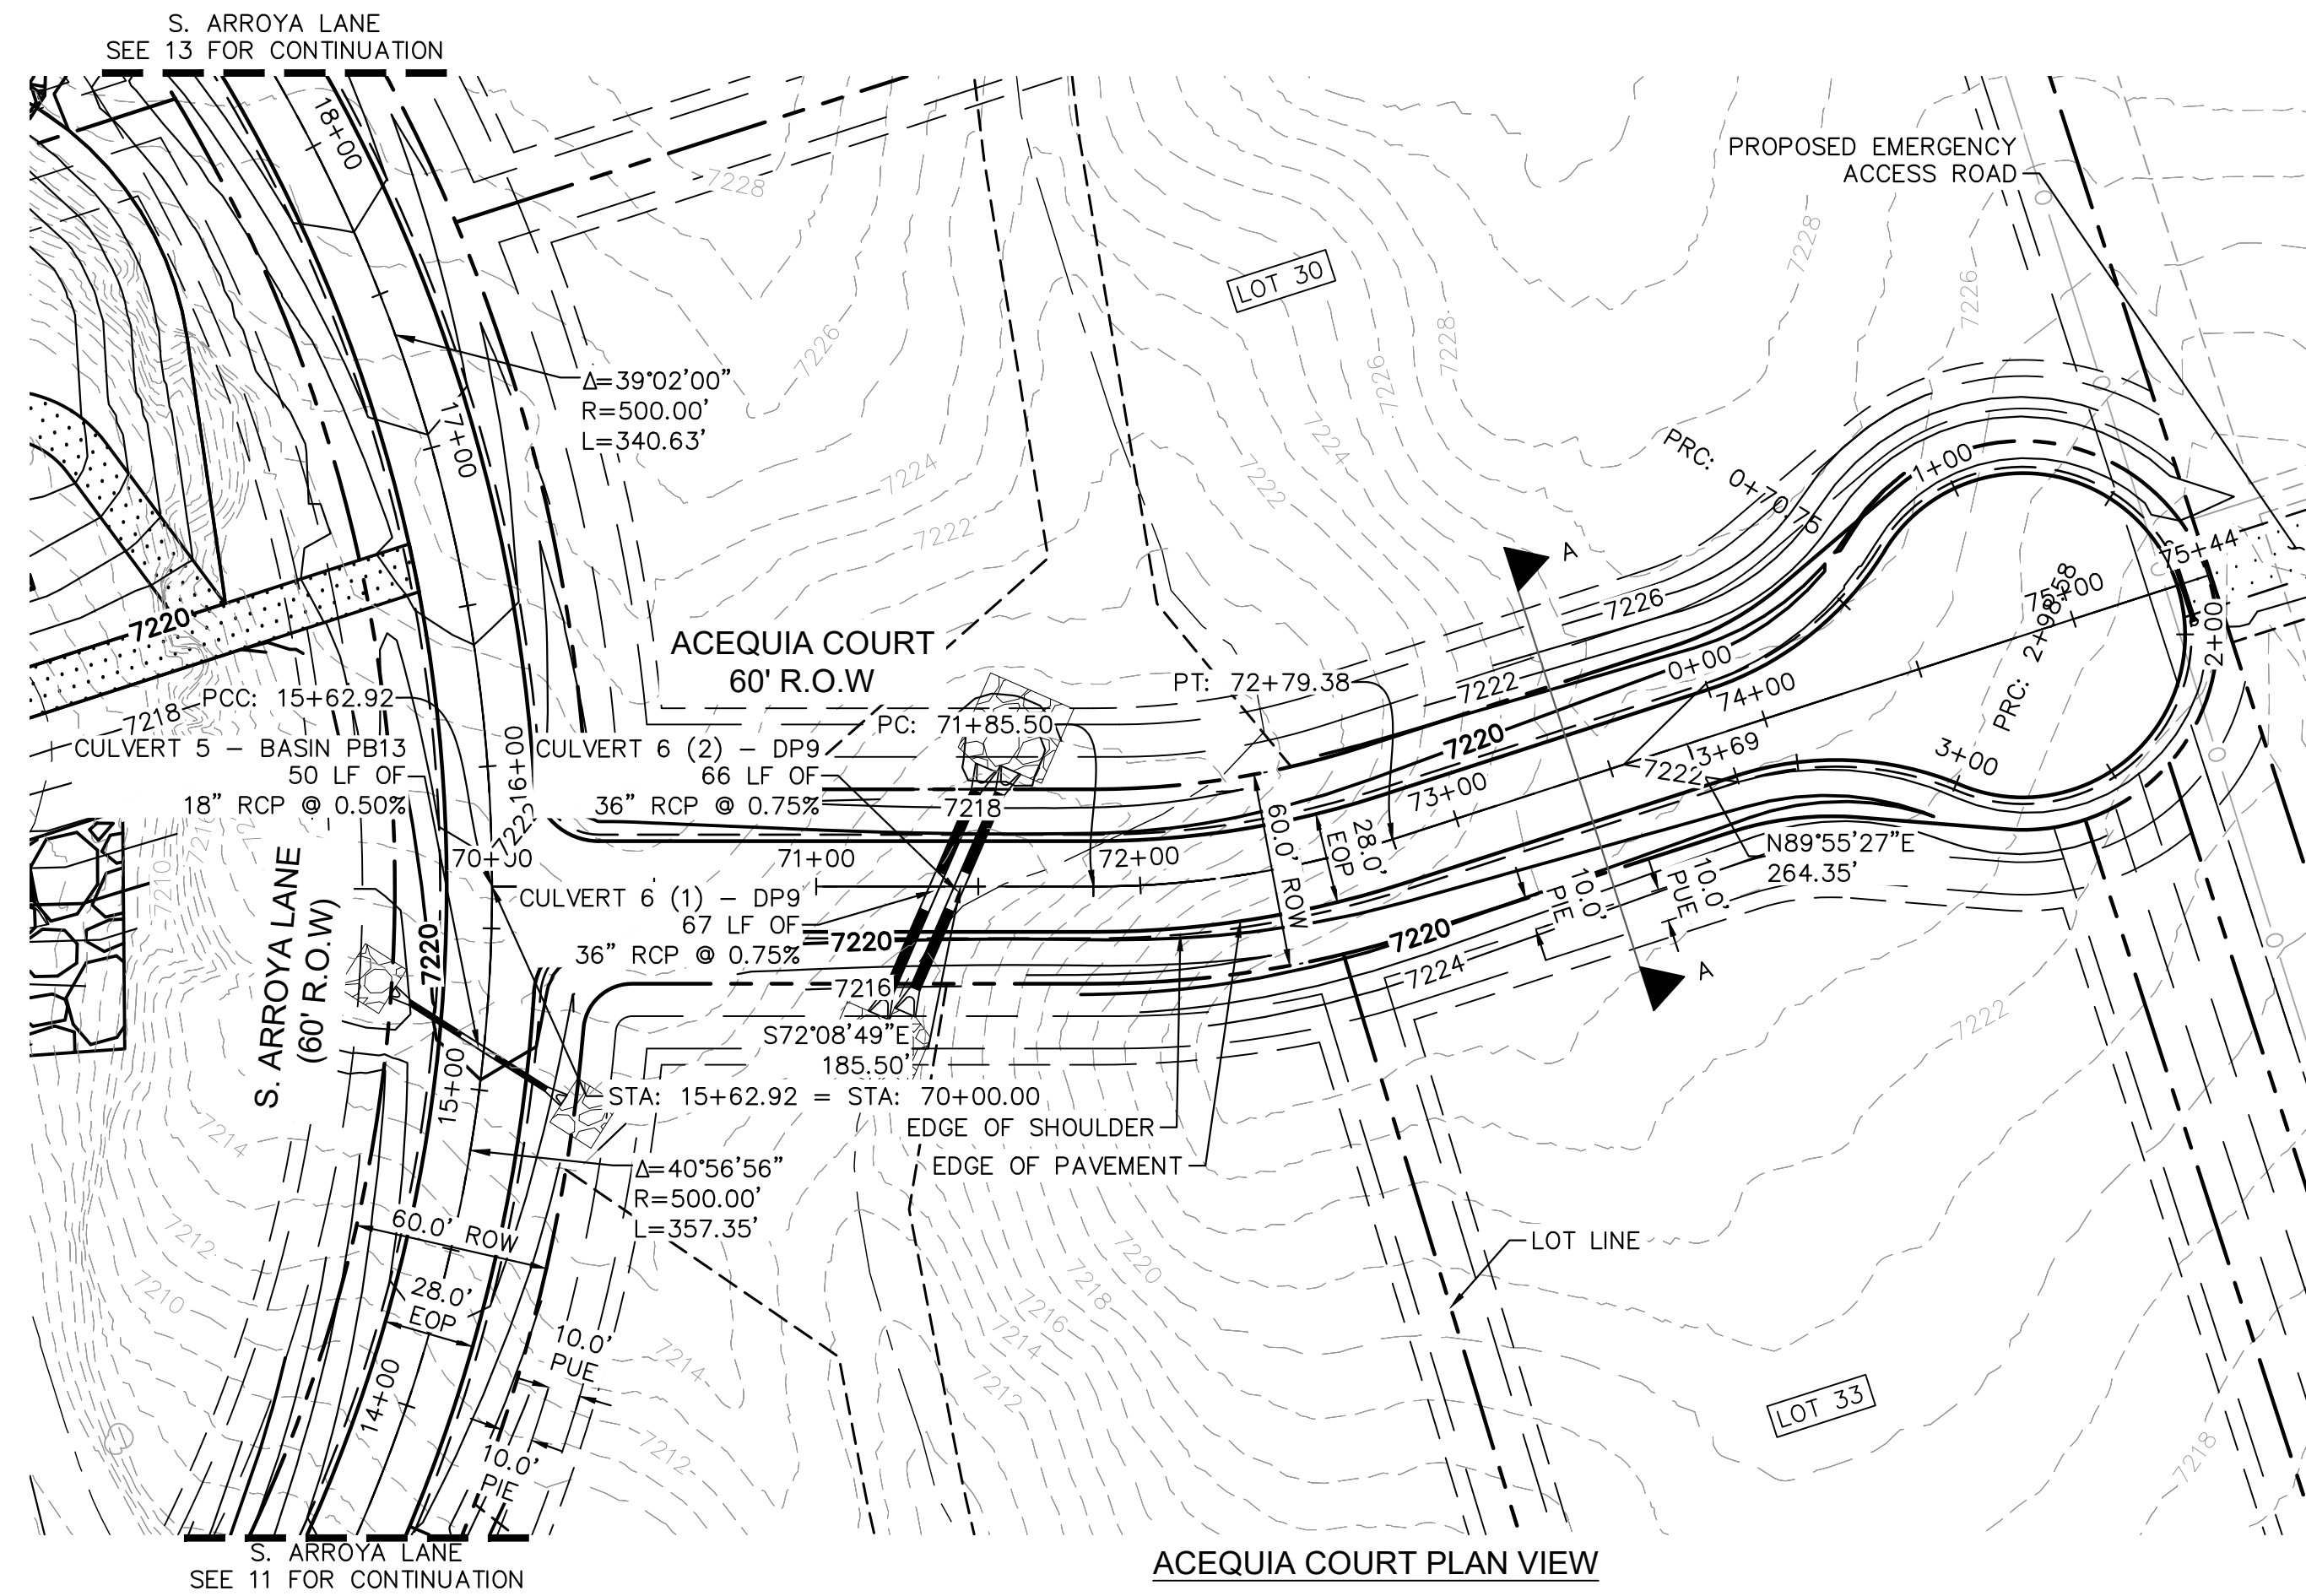 S. ARROYA LANE
SEE 13 FOR CONTINUATION
18+00
7228
PROPOSED EMERGENCY
ACCESS ROAD
LOT 30
7228
7226
7228
7226
7226
Δ=39°02'00"
R=500.00'
L=340.63'
17+00
7224
7222
7224
7222
PRC: 0+70.75
1+00
75+44
75+00
PRC: 2+98.58
2+00
7220
ACEQUIA COURT
60' R.O.W
7226
0+00
74+00
PT: 72+79.38
7222
PCC: 15+62.92
7218
PC: 71+85.50
7220
CULVERT 5 – BASIN PB13
50 LF OF
18" RCP @ 0.50%
16+00
7222
CULVERT 6 (2) – DP9
66 LF OF
36" RCP @ 0.75%
7218
73+00
7222
3+00
60.0' ROW
28.0'
EOP
N89°55'27"E
264.35'
71+00
72+00
7210
S. ARROYA LANE
(60' R.O.W)
CULVERT 6 (1) – DP9
67 LF OF
36" RCP @ 0.75%
7220
7220
7220
7224
10.0'
PIE
10.0'
PUE
A
A
7216
S72°08'49"E
185.50'
STA: 15+62.92 = STA: 70+00.00
EDGE OF SHOULDER
EDGE OF PAVEMENT
15+00
7222
7214
Δ=40°56'56"
R=500.00'
L=357.35'
60.0' ROW
7212
7210
28.0'
EOP
10.0'
PUE
14+00
10.0'
PIE
7214
7212
7220
7218
7216
7214
7212
LOT LINE
LOT 33
7218
S. ARROYA LANE
SEE 11 FOR CONTINUATION
ACEQUIA COURT PLAN VIEW